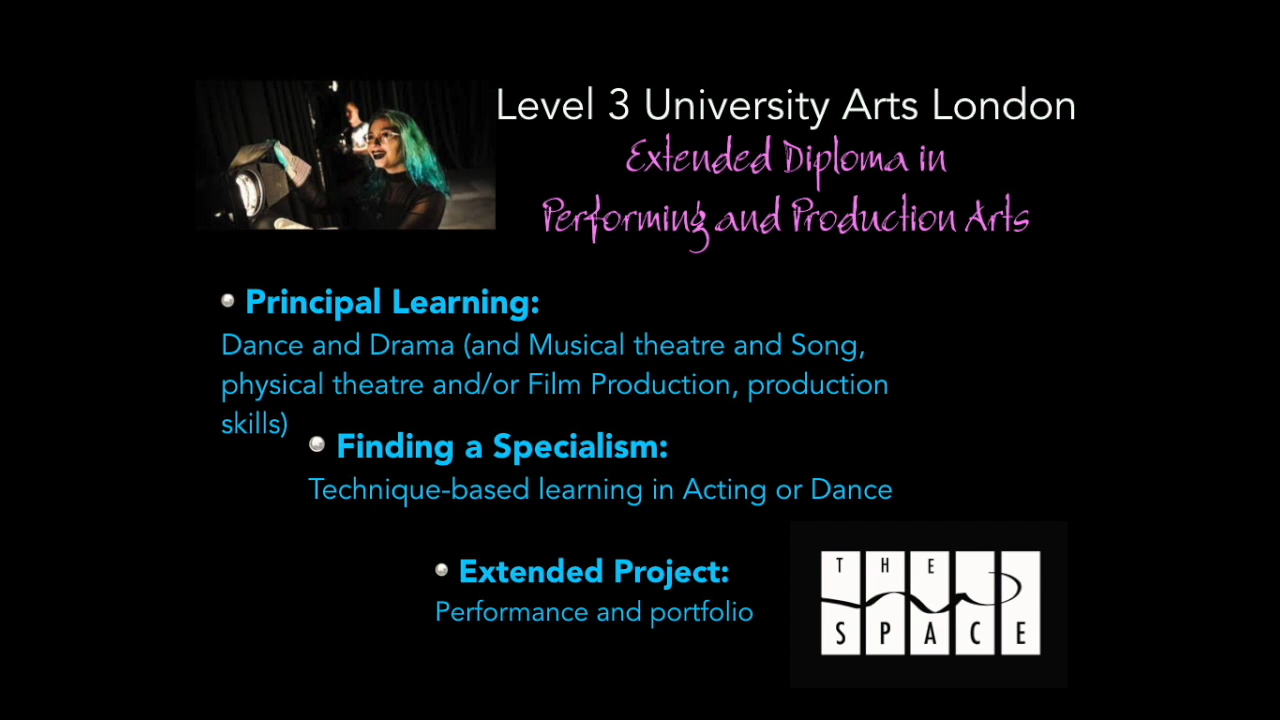 Level 3 University Arts London
Extended Diploma in
Performing and Production Arts
Principal Learning:
Dance and Drama (and Musical theatre and Song,
physical theatre and/or Film Production, production
skills)
Finding a Specialism:
Technique-based learning in Acting or Dance
Extended Project:
Performance and portfolio
THE
SPACE